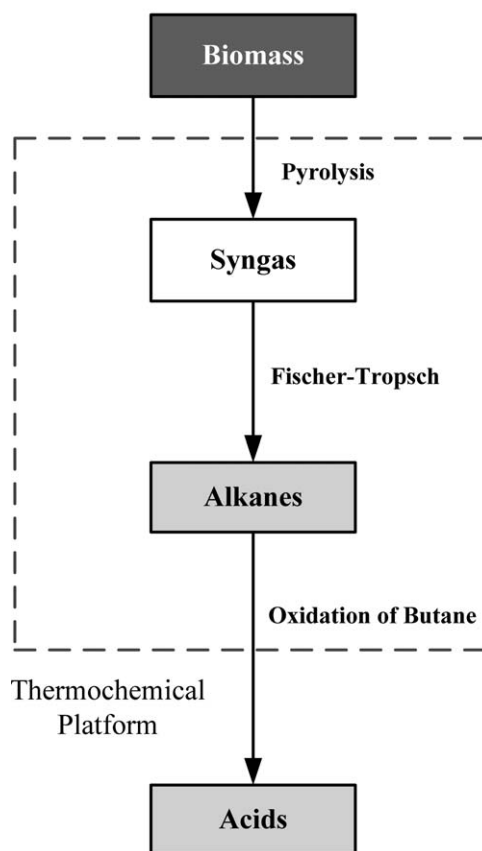 Biomass
Pyrolysis
Syngas
Fischer-Tropsch
Alkanes
Oxidation of Butane
Thermochemical
Platform
Acids